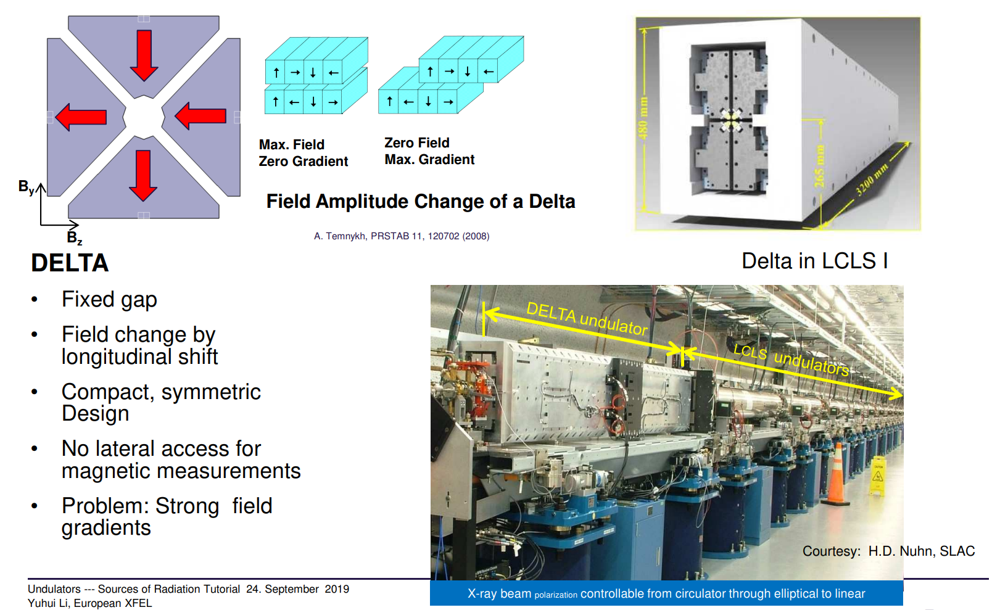 By
Bz
↑ → ↓ ←
↑ ← ↓ →
↑ → ↓ ←
↑ ← ↓ →
Max. Field
Zero Gradient
Zero Field
Max. Gradient
Field Amplitude Change of a Delta
A. Temnykh, PRSTAB 11, 120702 (2008)
480 mm
265 mm
3200 mm
DELTA
• Fixed gap
• Field change by
longitudinal shift
• Compact, symmetric
Design
• No lateral access for
magnetic measurements
• Problem: Strong field
gradients
Delta in LCLS I
DELTA undulator
LCLS undulators
CAUTION
Courtesy: H.D. Nuhn, SLAC
X-ray beam polarization controllable from circulator through elliptical to linear
Undulators --- Sources of Radiation Tutorial 24. September 2019
Yuhui Li, European XFEL